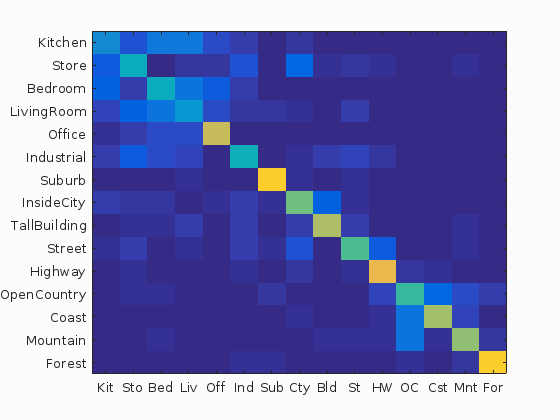 Kitchen
Store
Bedroom
LivingRoom
Office
Industrial
Suburb
InsideCity
TallBuilding
Street
Highway
OpenCountry
Coast
Mountain
Forest
Kit Sto Bed Liv Off Ind Sub Cty Bld St HW OC Cst Mnt For